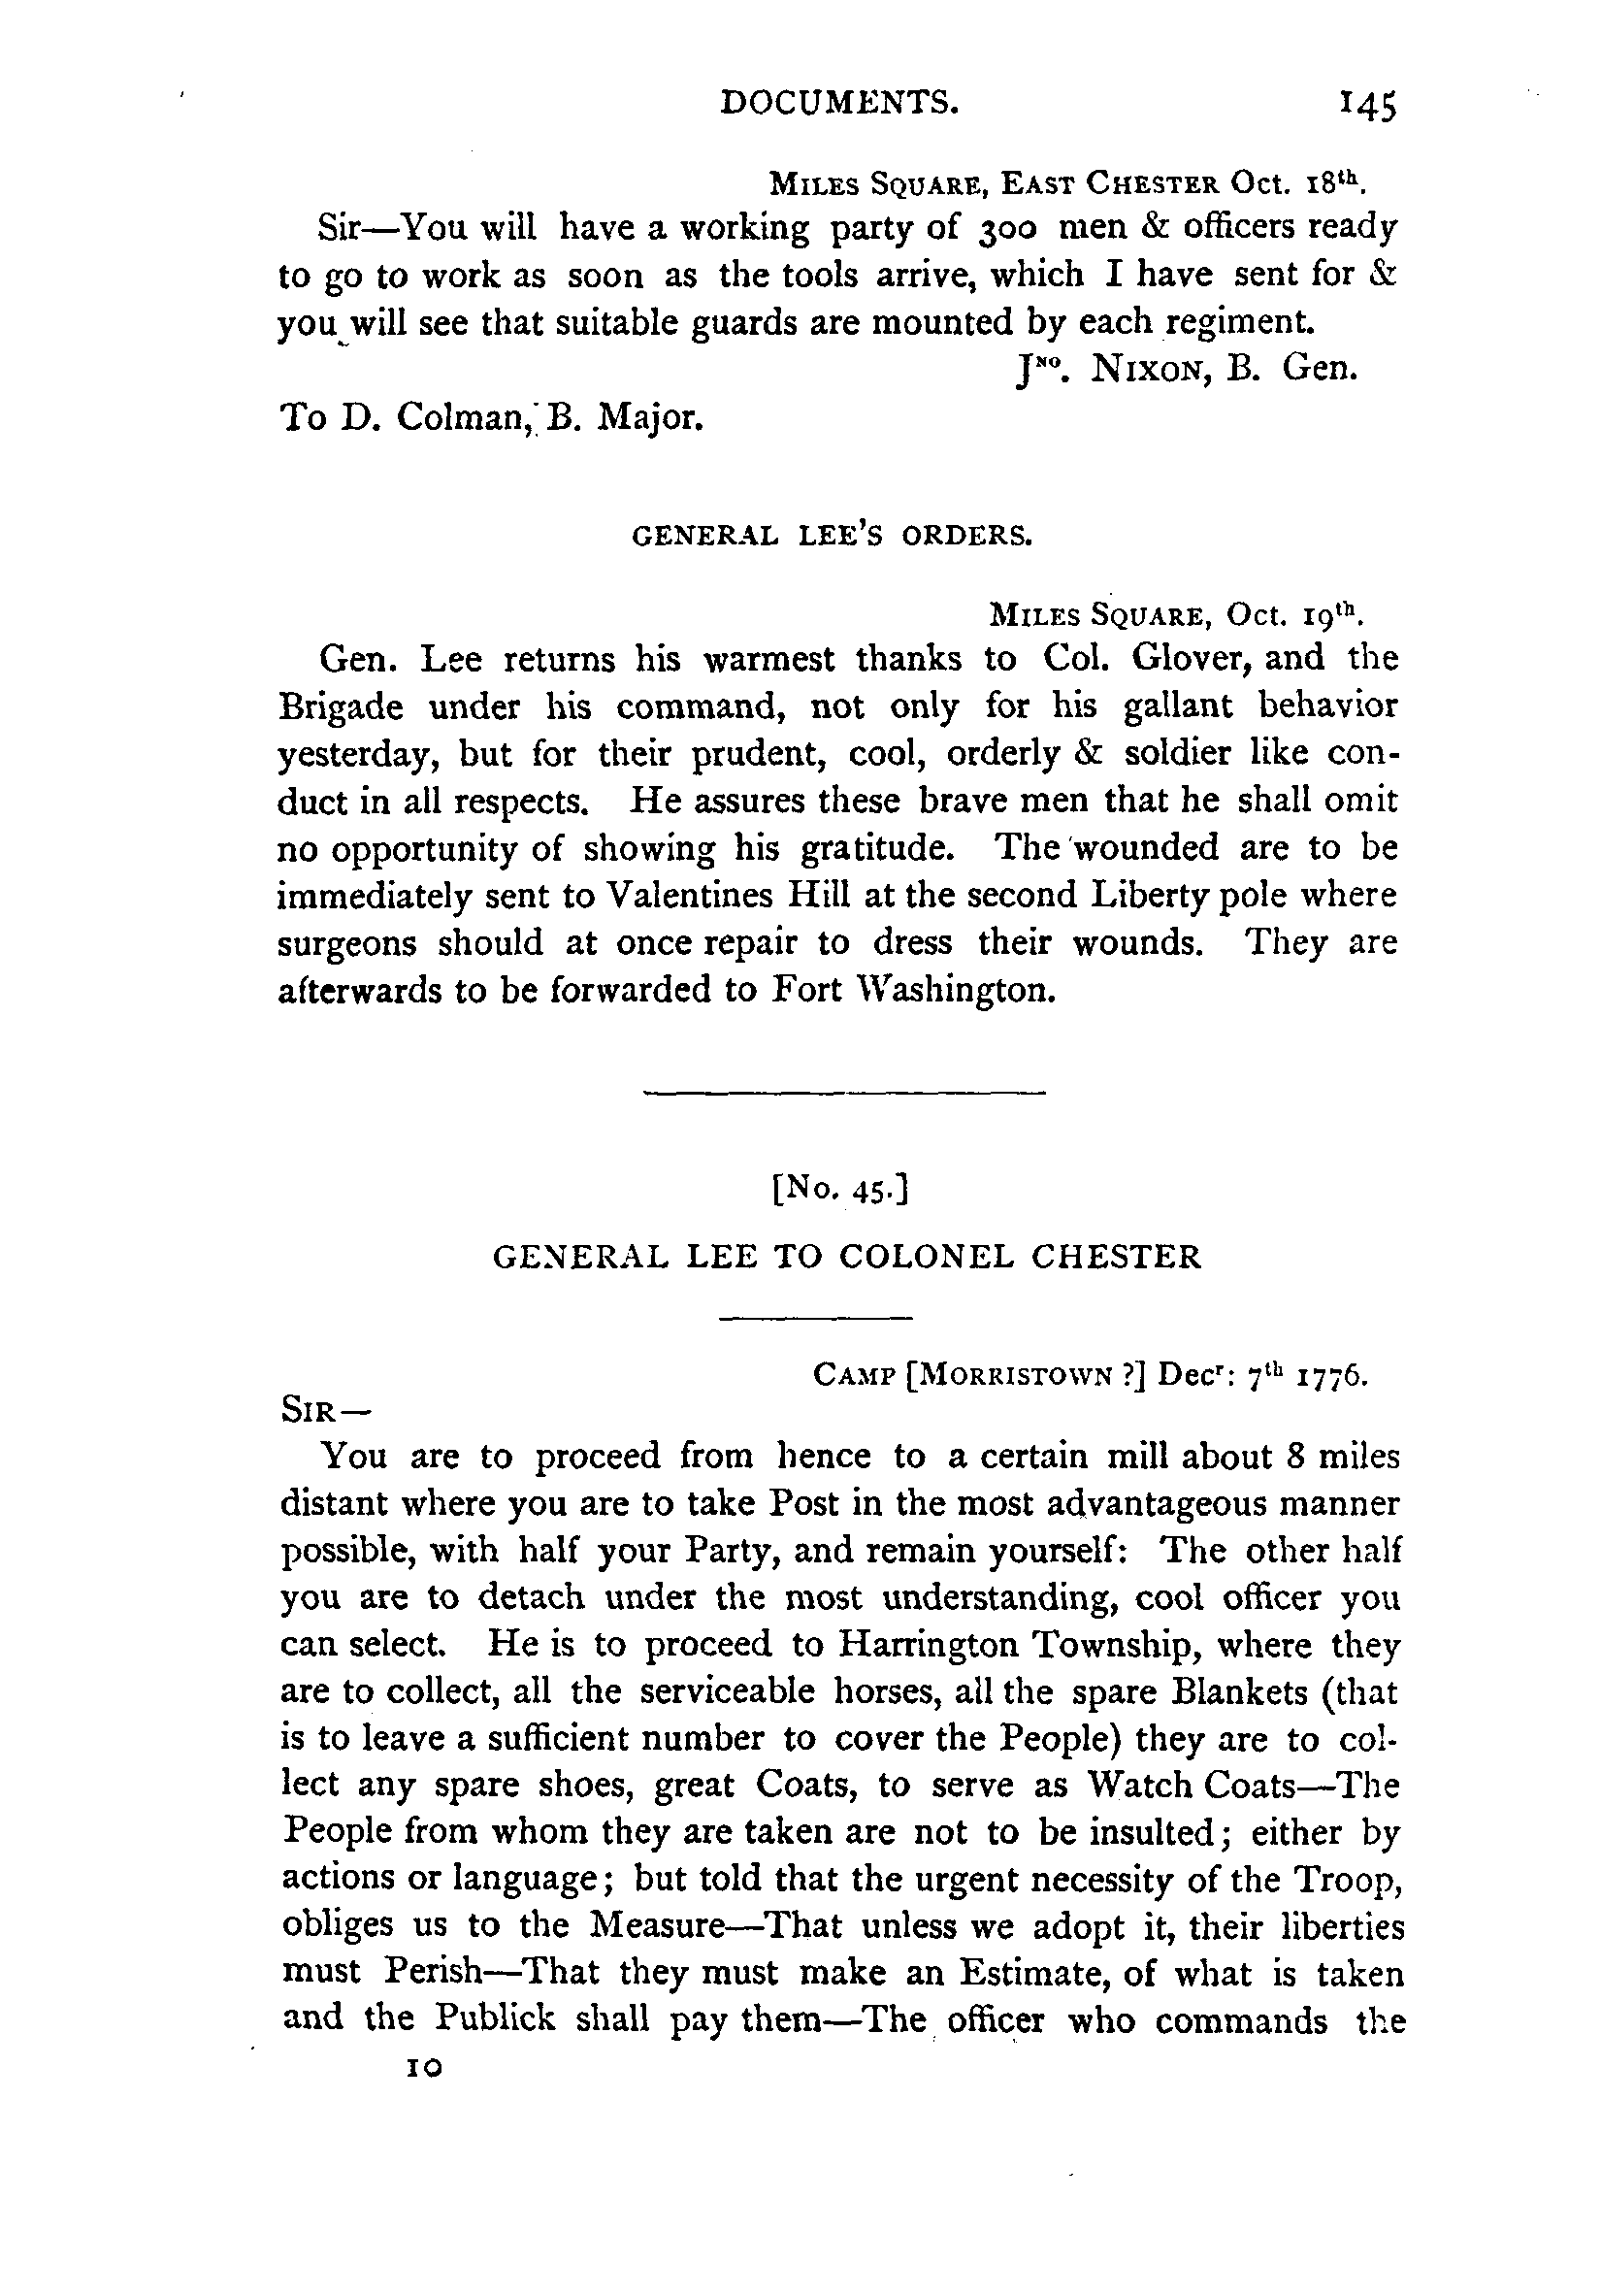 DOCUMENTS. 145
MILES SQUARE, EAST CHESTER Oct. 18th.
Sir—You will have a working party of 300 men & officers ready
to go to work as soon as the tools arrive, which I have sent for &
you will see that suitable guards are mounted by each regiment.
JNO. NIXON, B. Gen.
To D. Colman, B. Major.
GENERAL LEE'S ORDERS.
MILES SQUARE, Oct. 19th.
Gen. Lee returns his warmest thanks to Col. Glover, and the
Brigade under his command, not only for his gallant behavior
yesterday, but for their prudent, cool, orderly & soldier like con-
duct in all respects. He assures these brave men that he shall omit
no opportunity of showing his gratitude. The wounded are to be
immediately sent to Valentines Hill at the second Liberty pole where
surgeons should at once repair to dress their wounds. They are
afterwards to be forwarded to Fort Washington.
[No. 45.]
GENERAL LEE TO COLONEL CHESTER
CAMP [MORRISTOWN ?] Decr: 7th 1776.
SIR—
You are to proceed from hence to a certain mill about 8 miles
distant where you are to take Post in the most advantageous manner
possible, with half your Party, and remain yourself: The other half
you are to detach under the most understanding, cool officer you
can select. He is to proceed to Harrington Township, where they
are to collect, all the serviceable horses, all the spare Blankets (that
is to leave a sufficient number to cover the People) they are to col-
lect any spare shoes, great Coats, to serve as Watch Coats—The
People from whom they are taken are not to be insulted; either by
actions or language; but told that the urgent necessity of the Troop,
obliges us to the Measure—That unless we adopt it, their liberties
must Perish—That they must make an Estimate, of what is taken
and the Publick shall pay them—The officer who commands the
10